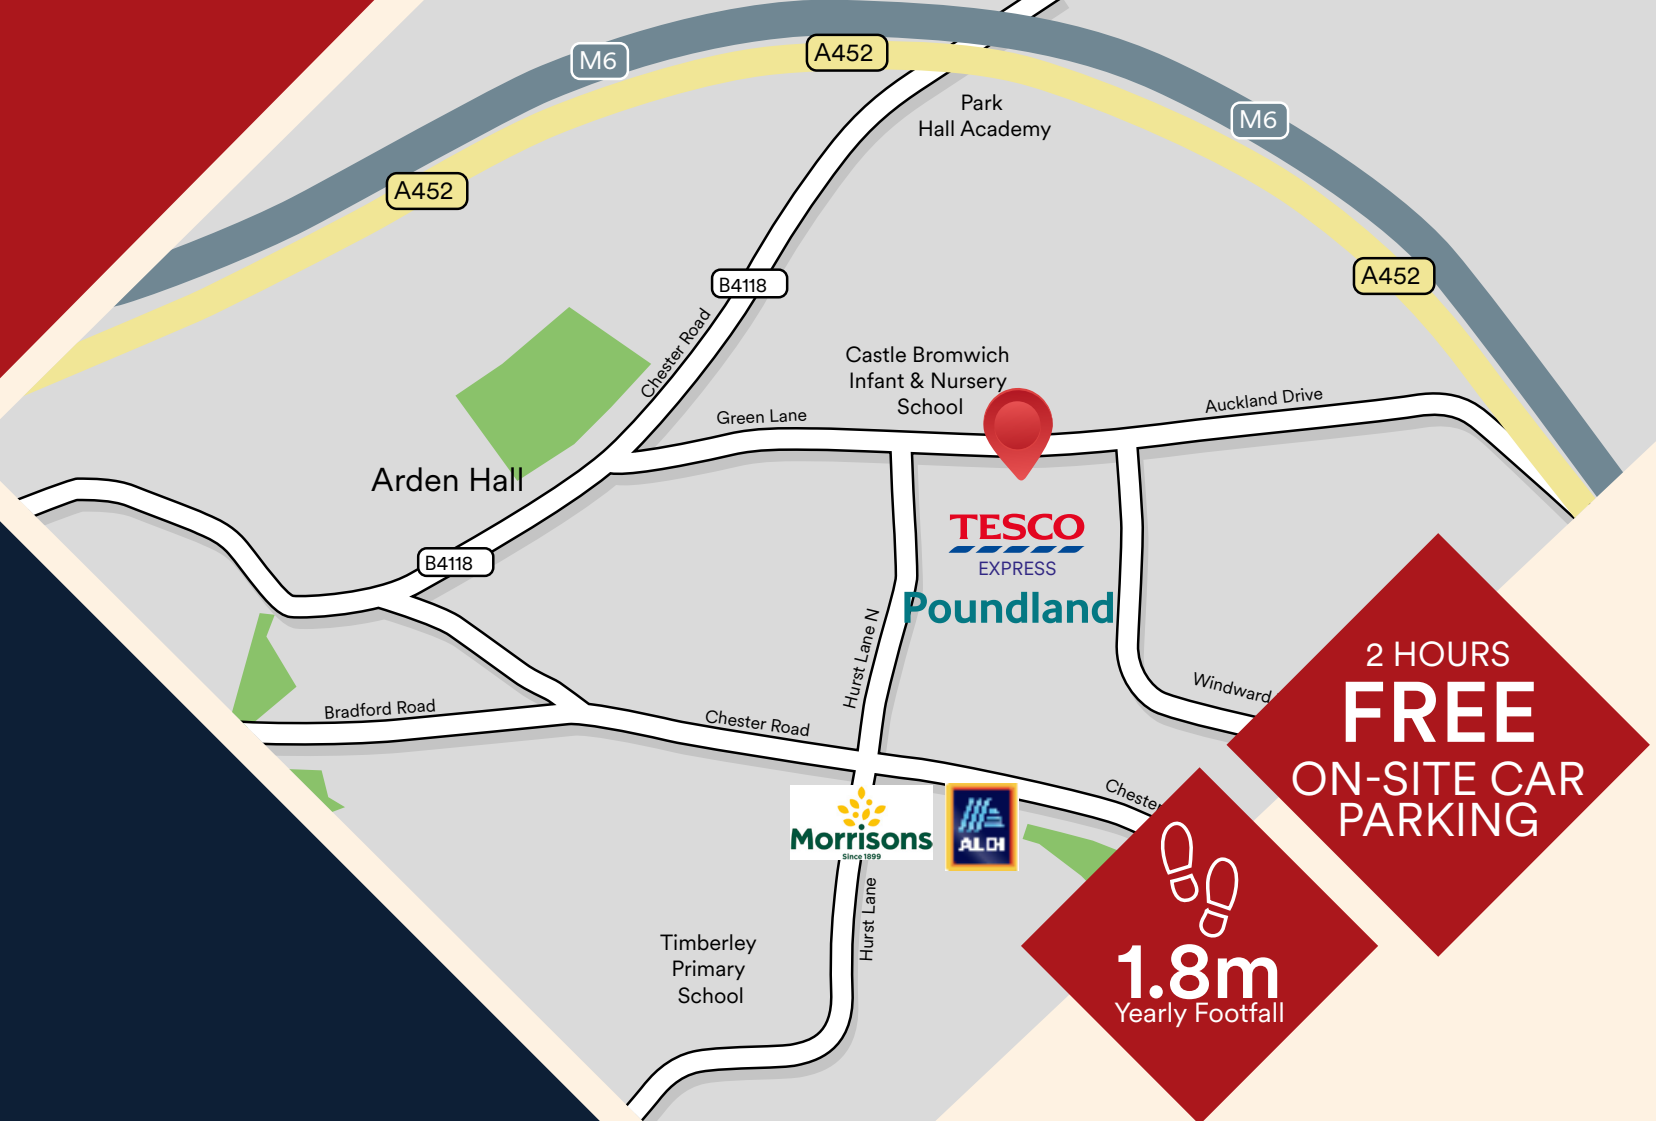 M6
A452
Park
Hall Academy
M6
A452
A452
B4118
Chester Road
Castle Bromwich
Infant & Nursery
School
Green Lane
Auckland Drive
Arden Hall
TESCO
EXPRESS
B4118
Poundland
Hurst Lane N
Windward
Bradford Road
Chester Road
Chester
Morrisons
Since 1899
ALDI
Hurst Lane
Timberley
Primary
School
2 HOURS
FREE
ON-SITE CAR
PARKING
1.8m
Yearly Footfall